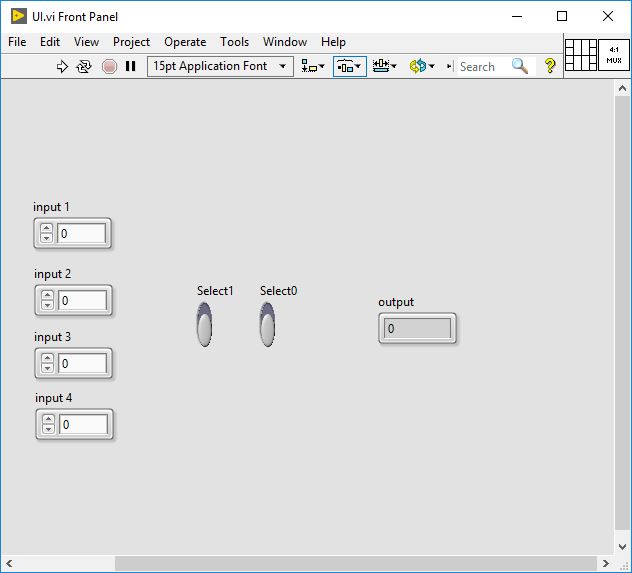 UI.vi Front Panel
File Edit View Project Operate Tools Window Help
15pt Application Font
Search
?
4:1
MUX
input 1
0
input 2
0
input 3
0
input 4
0
Select1 Select0
output
0